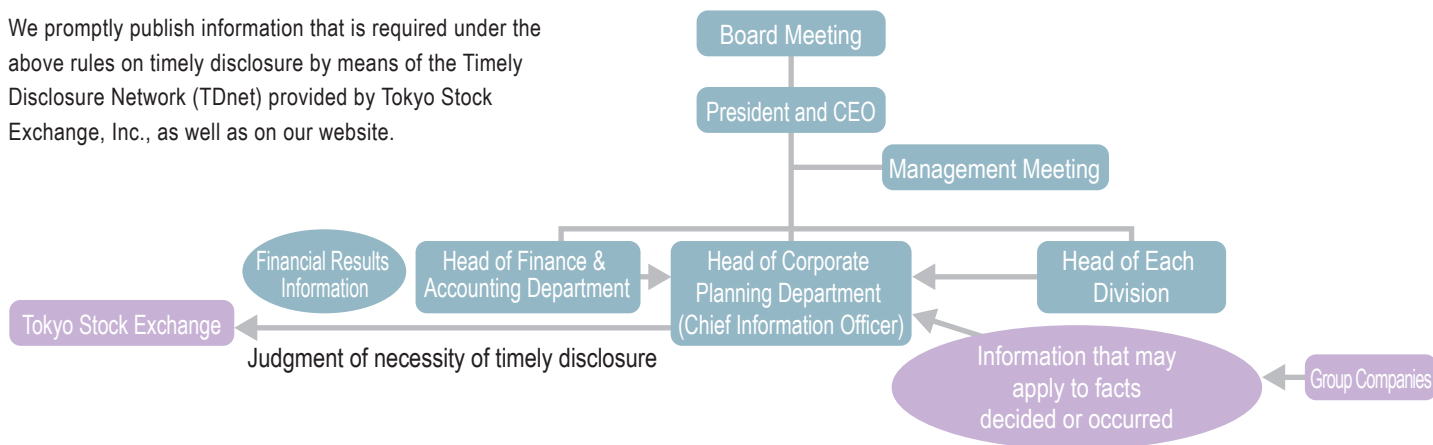 We promptly publish information that is required under the
above rules on timely disclosure by means of the Timely
Disclosure Network (TDnet) provided by Tokyo Stock
Exchange, Inc., as well as on our website.
Board Meeting
President and CEO
Management Meeting
Financial Results
Information
Head of Finance &
Accounting Department
Head of Corporate
Planning Department
(Chief Information Officer)
Head of Each
Division
Tokyo Stock Exchange
Judgment of necessity of timely disclosure
Information that may
apply to facts
decided or occurred
Group Companies